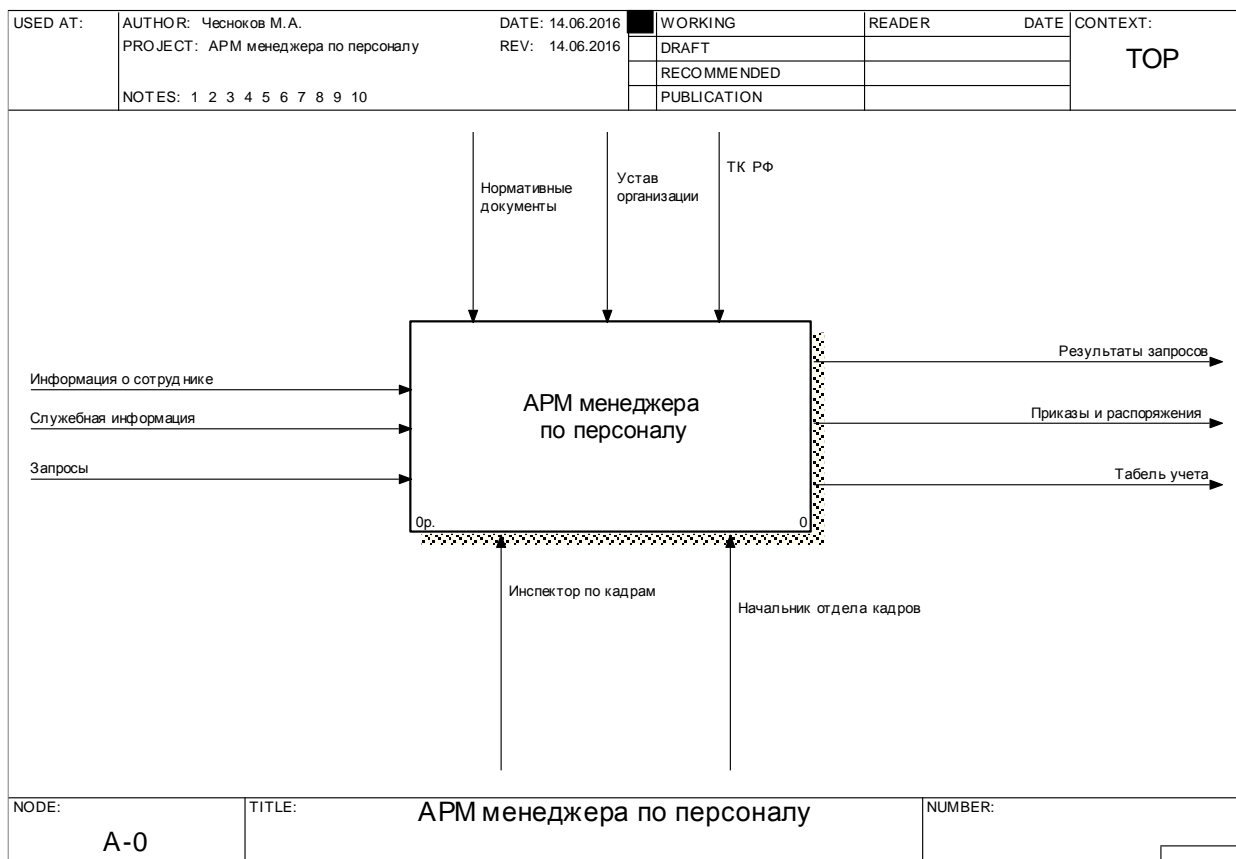 USED AT:
AUTHOR: Чесноков М.А.
DATE: 14.06.2016
WORKING
READER
DATE
CONTEXT:
PROJECT: АРМ менеджера по персоналу
REV: 14.06.2016
DRAFT
TOP
RECOMMENDED
NOTES: 1 2 3 4 5 6 7 8 9 10
PUBLICATION
Нормативные
документы
Устав
организации
ТК РФ
Информация о сотруднике
Служебная информация
Запросы
АРМ менеджера
по персоналу
0р.
0
Результаты запросов
Приказы и распоряжения
Табель учета
Инспектор по кадрам
Начальник отдела кадров
NODE:
A-0
TITLE:
АРМ менеджера по персоналу
NUMBER: